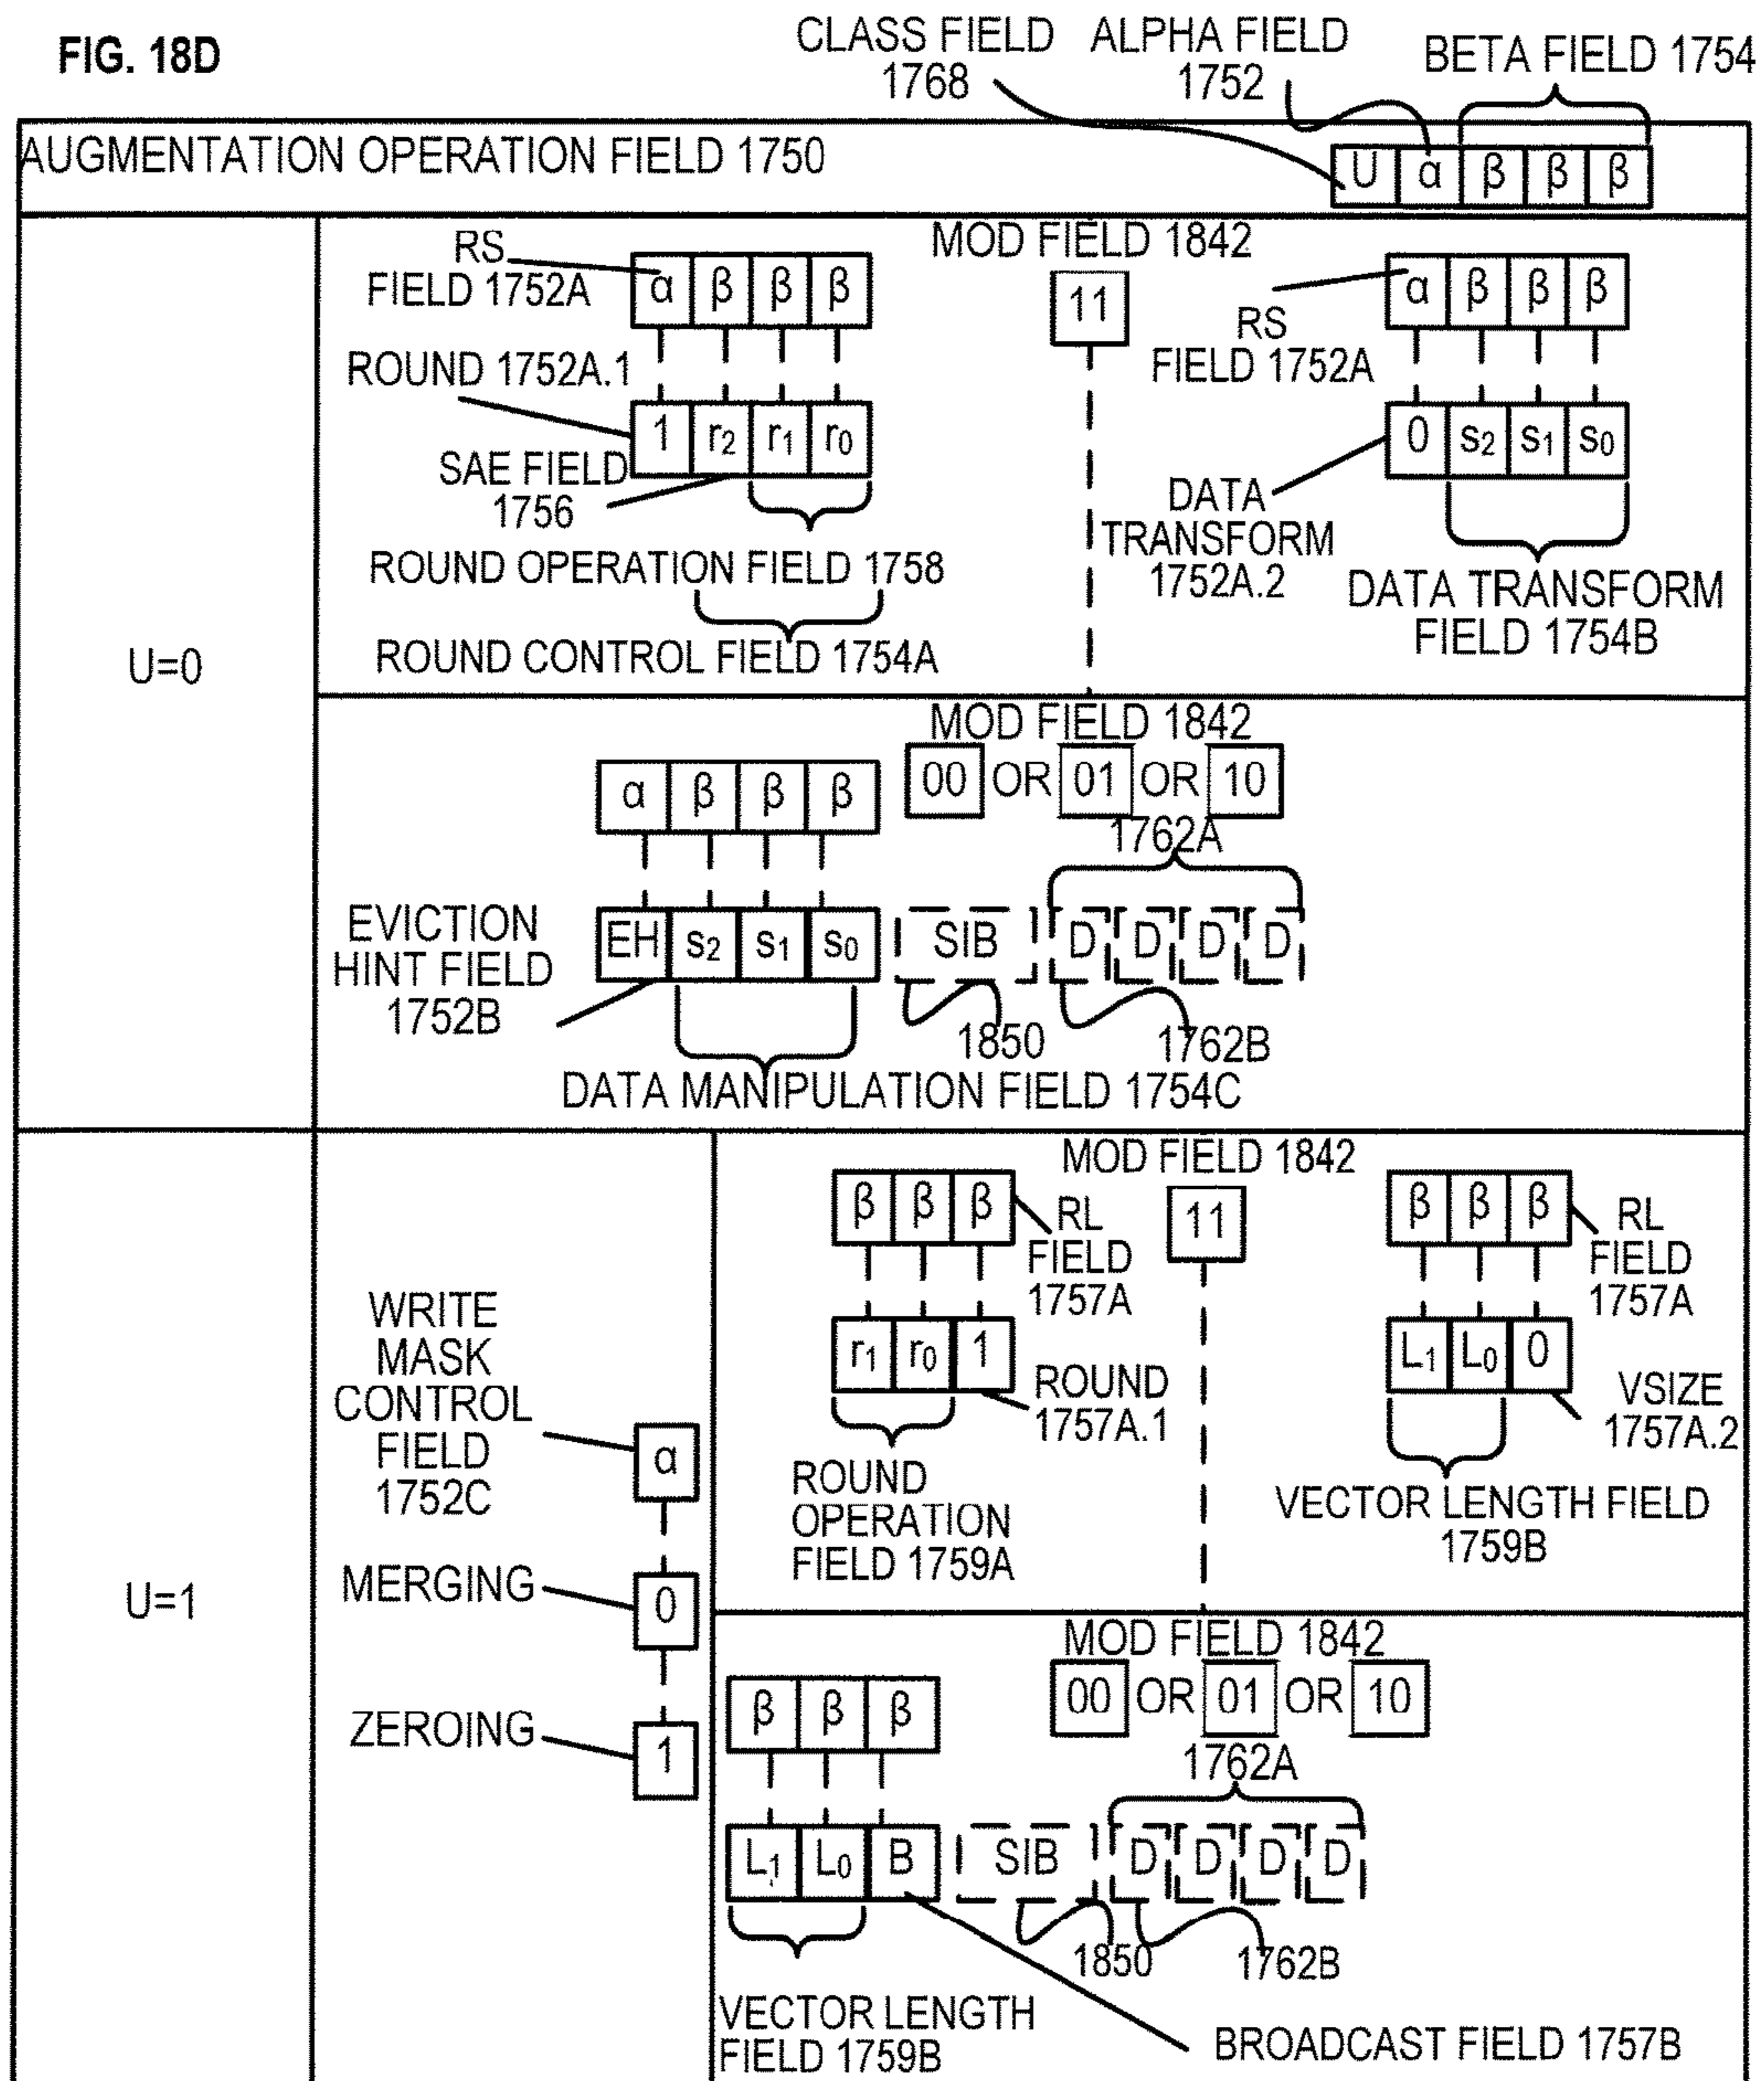 FIG. 18D
CLASS FIELD
1768
ALPHA FIELD
1752
BETA FIELD 1754
AUGMENTATION OPERATION FIELD 1750
U α β β β
U=0
MOD FIELD 1842
11
RS
FIELD 1752A
α β β β
ROUND 1752A.1
1 r2 r1 r0
SAE FIELD
1756
ROUND OPERATION FIELD 1758
ROUND CONTROL FIELD 1754A
α β β β
RS
FIELD 1752A
0 s2 s1 s0
DATA
TRANSFORM
1752A.2
DATA TRANSFORM
FIELD 1754B
MOD FIELD 1842
00 OR 01 OR 10
α β β β
1762A
EVICTION
HINT FIELD
1752B
EH s2 s1 s0 SIB D D D D
1850
1762B
DATA MANIPULATION FIELD 1754C
U=1
WRITE
MASK
CONTROL
FIELD
1752C
α
MERGING
0
ZEROING
1
MOD FIELD 1842
11
β β β
RL
FIELD
1757A
r1 r0 1
ROUND
1757A.1
ROUND
OPERATION
FIELD 1759A
β β β
RL
FIELD
1757A
L1 L0 0
VSIZE
1757A.2
VECTOR LENGTH FIELD
1759B
MOD FIELD 1842
00 OR 01 OR 10
β β β
1762A
L1 L0 B SIB D D D D
1850
1762B
VECTOR LENGTH
FIELD 1759B
BROADCAST FIELD 1757B